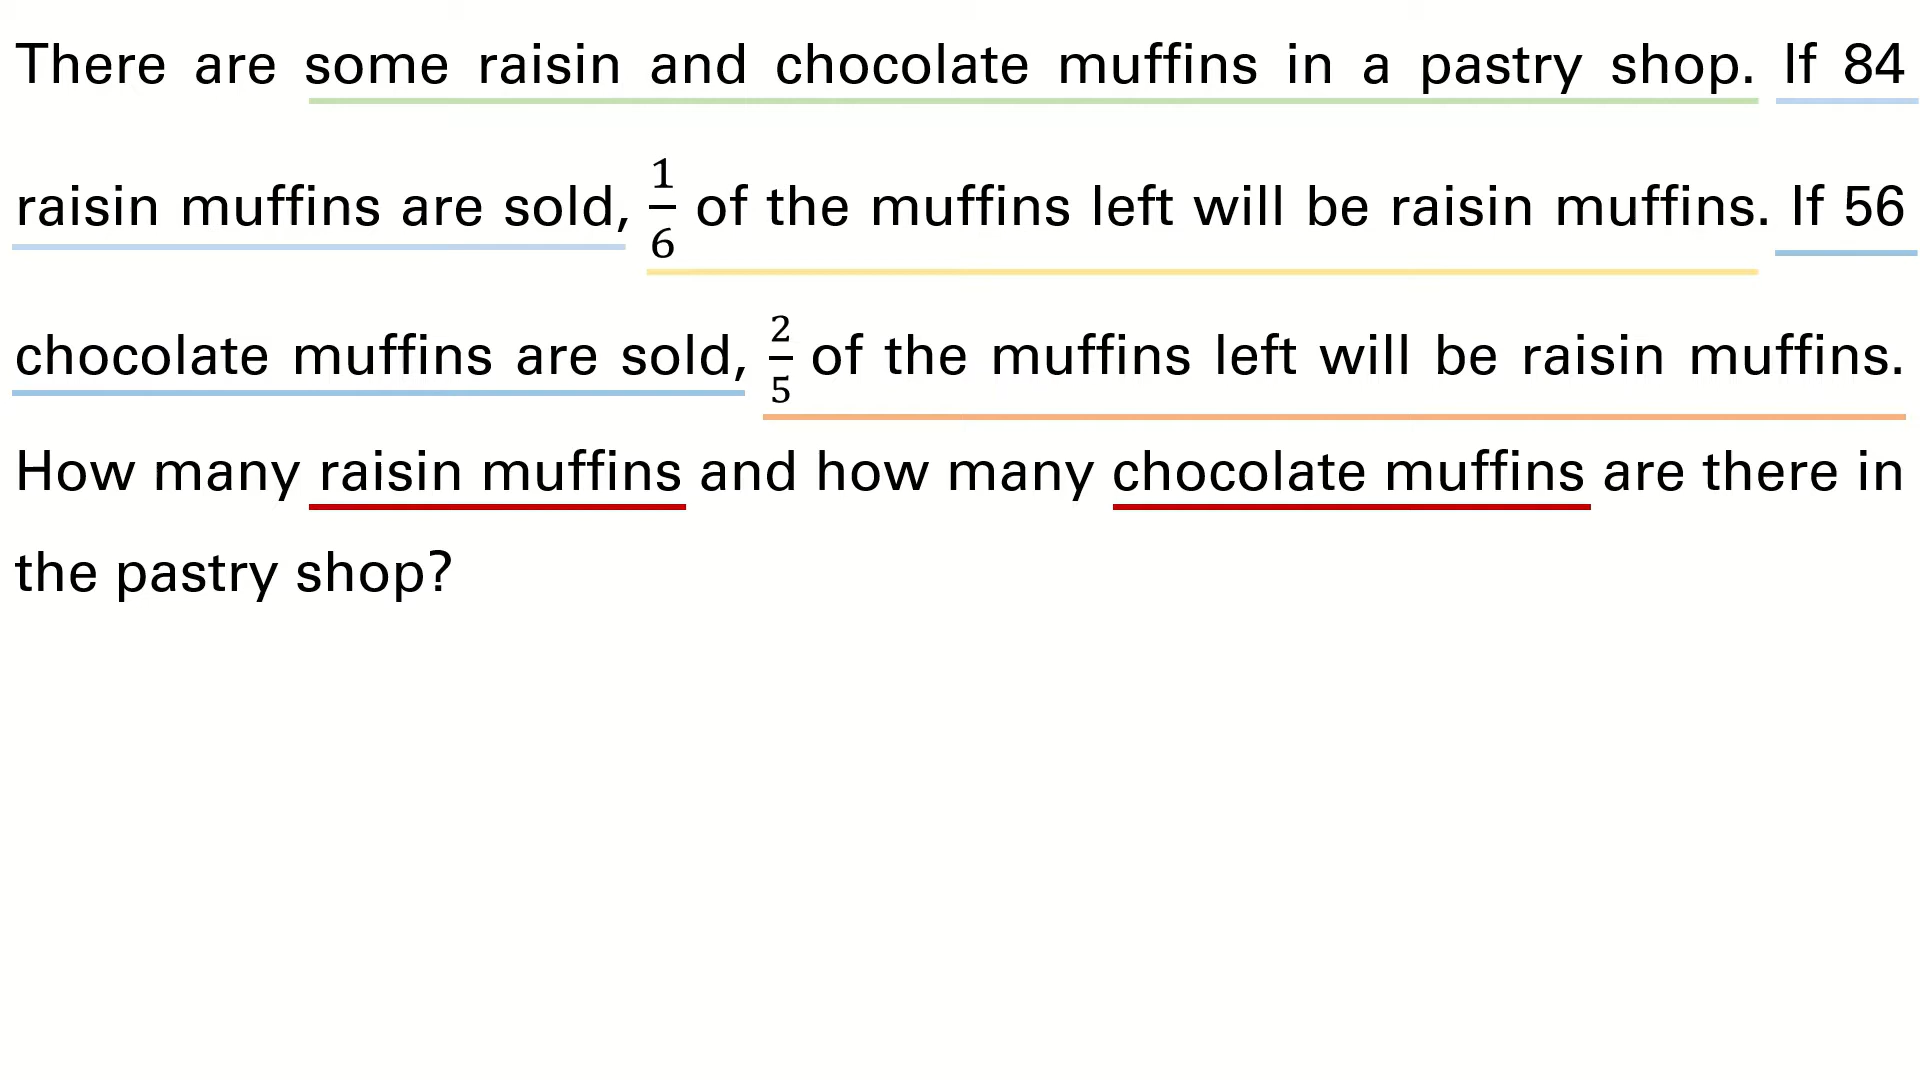 There are some raisin and chocolate muffins in a pastry shop. If 84
raisin muffins are sold, 1/6 of the muffins left will be raisin muffins. If 56
chocolate muffins are sold, 2/5 of the muffins left will be raisin muffins.
How many raisin muffins and how many chocolate muffins are there in
the pastry shop?